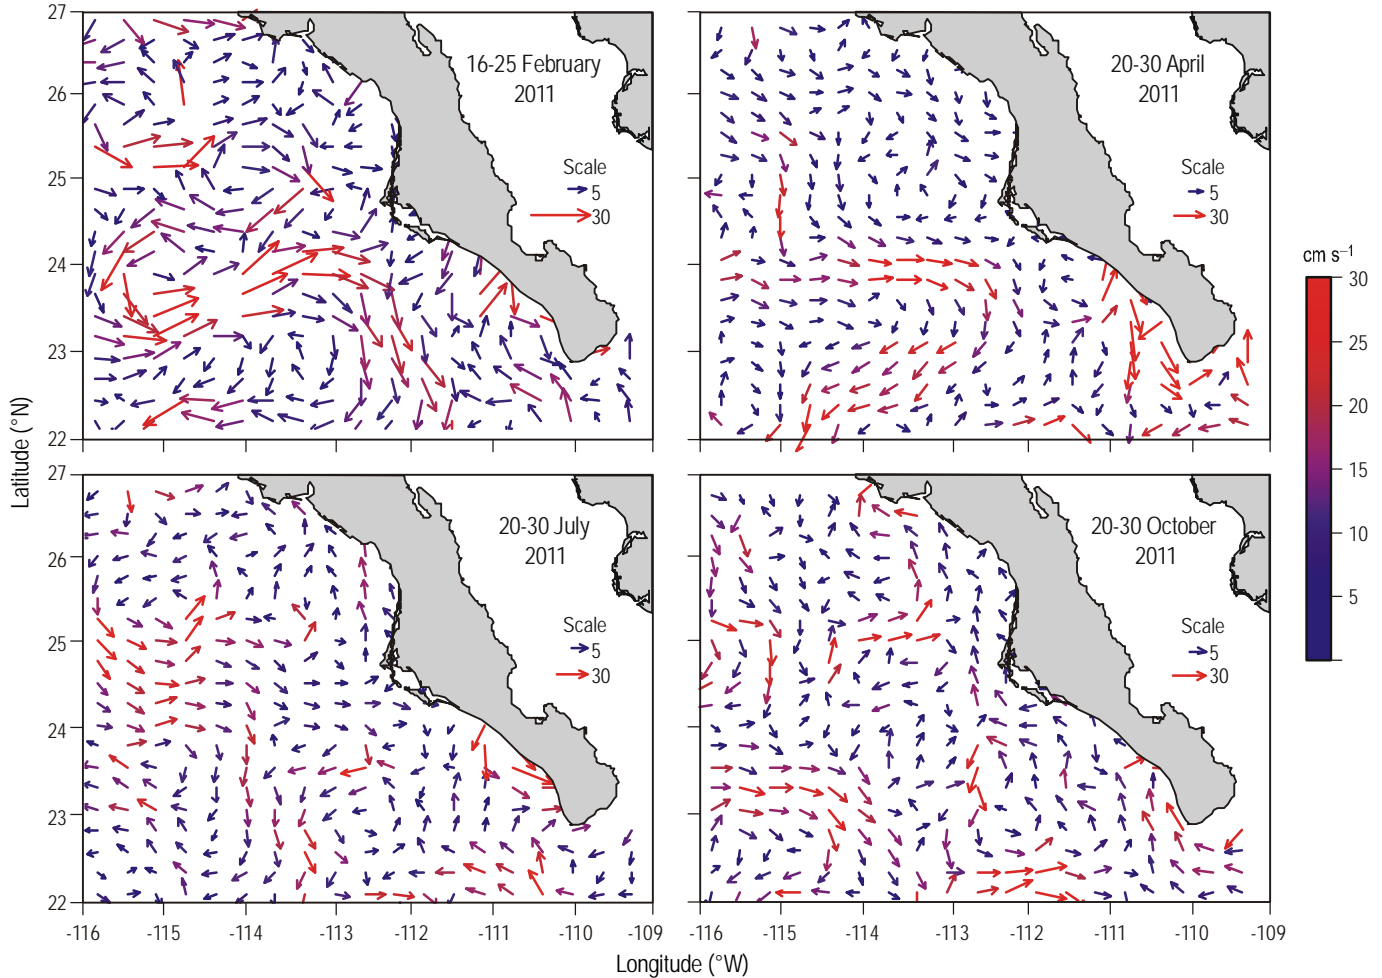 27
26
25
24
23
22
16-25 February
2011
Scale
5
30
20-30 April
2011
Scale
5
30
cm s⁻¹
30
25
20
15
10
5
Latitude (°N)
27
26
25
24
23
22
20-30 July
2011
Scale
5
30
20-30 October
2011
Scale
5
30
-116 -115 -114 -113 -112 -111 -110 -109
-116 -115 -114 -113 -112 -111 -110 -109
Longitude (°W)